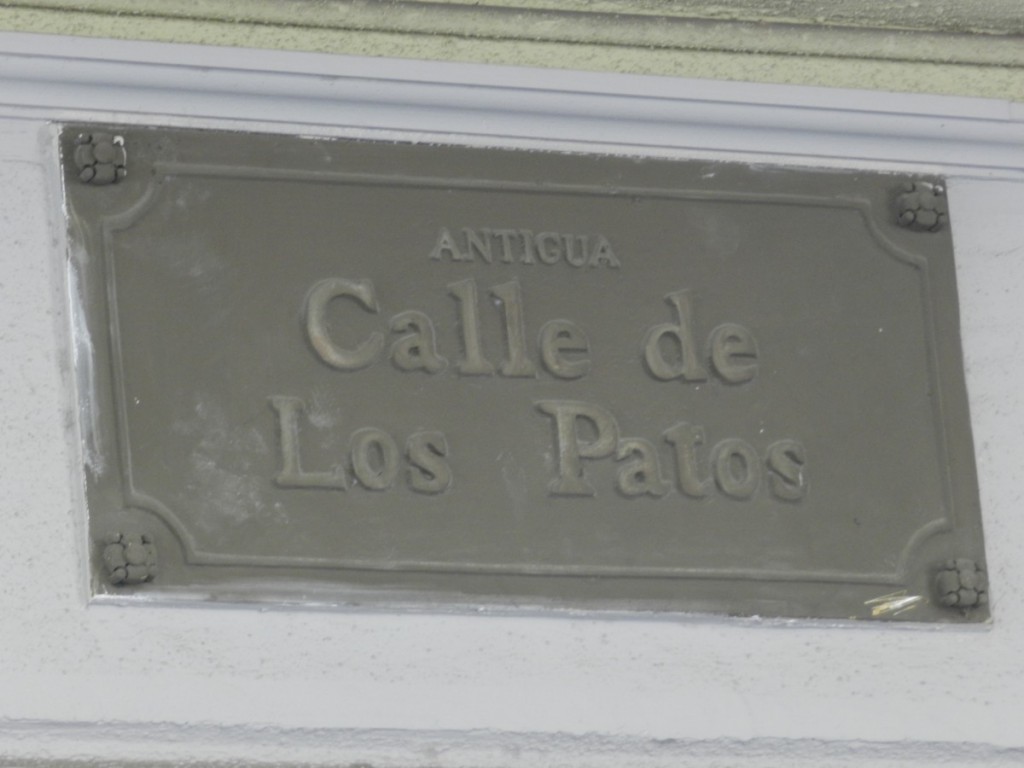 ANTIGUA
Calle de
Los Patos